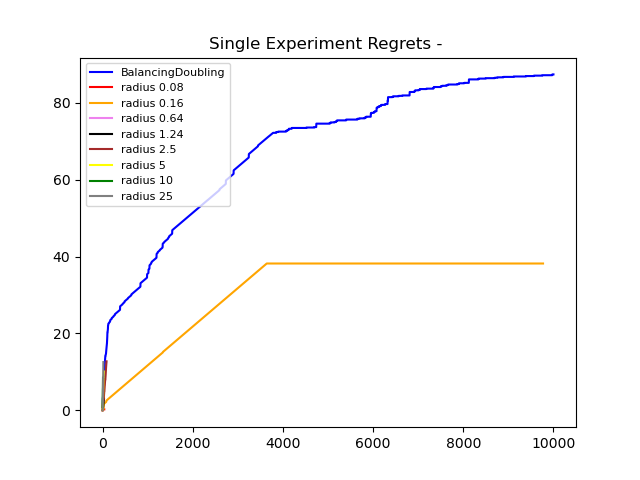 Single Experiment Regrets -
BalancingDoubling
radius 0.08
radius 0.16
radius 0.64
radius 1.24
radius 2.5
radius 5
radius 10
radius 25
80
60
40
20
0
0 2000 4000 6000 8000 10000